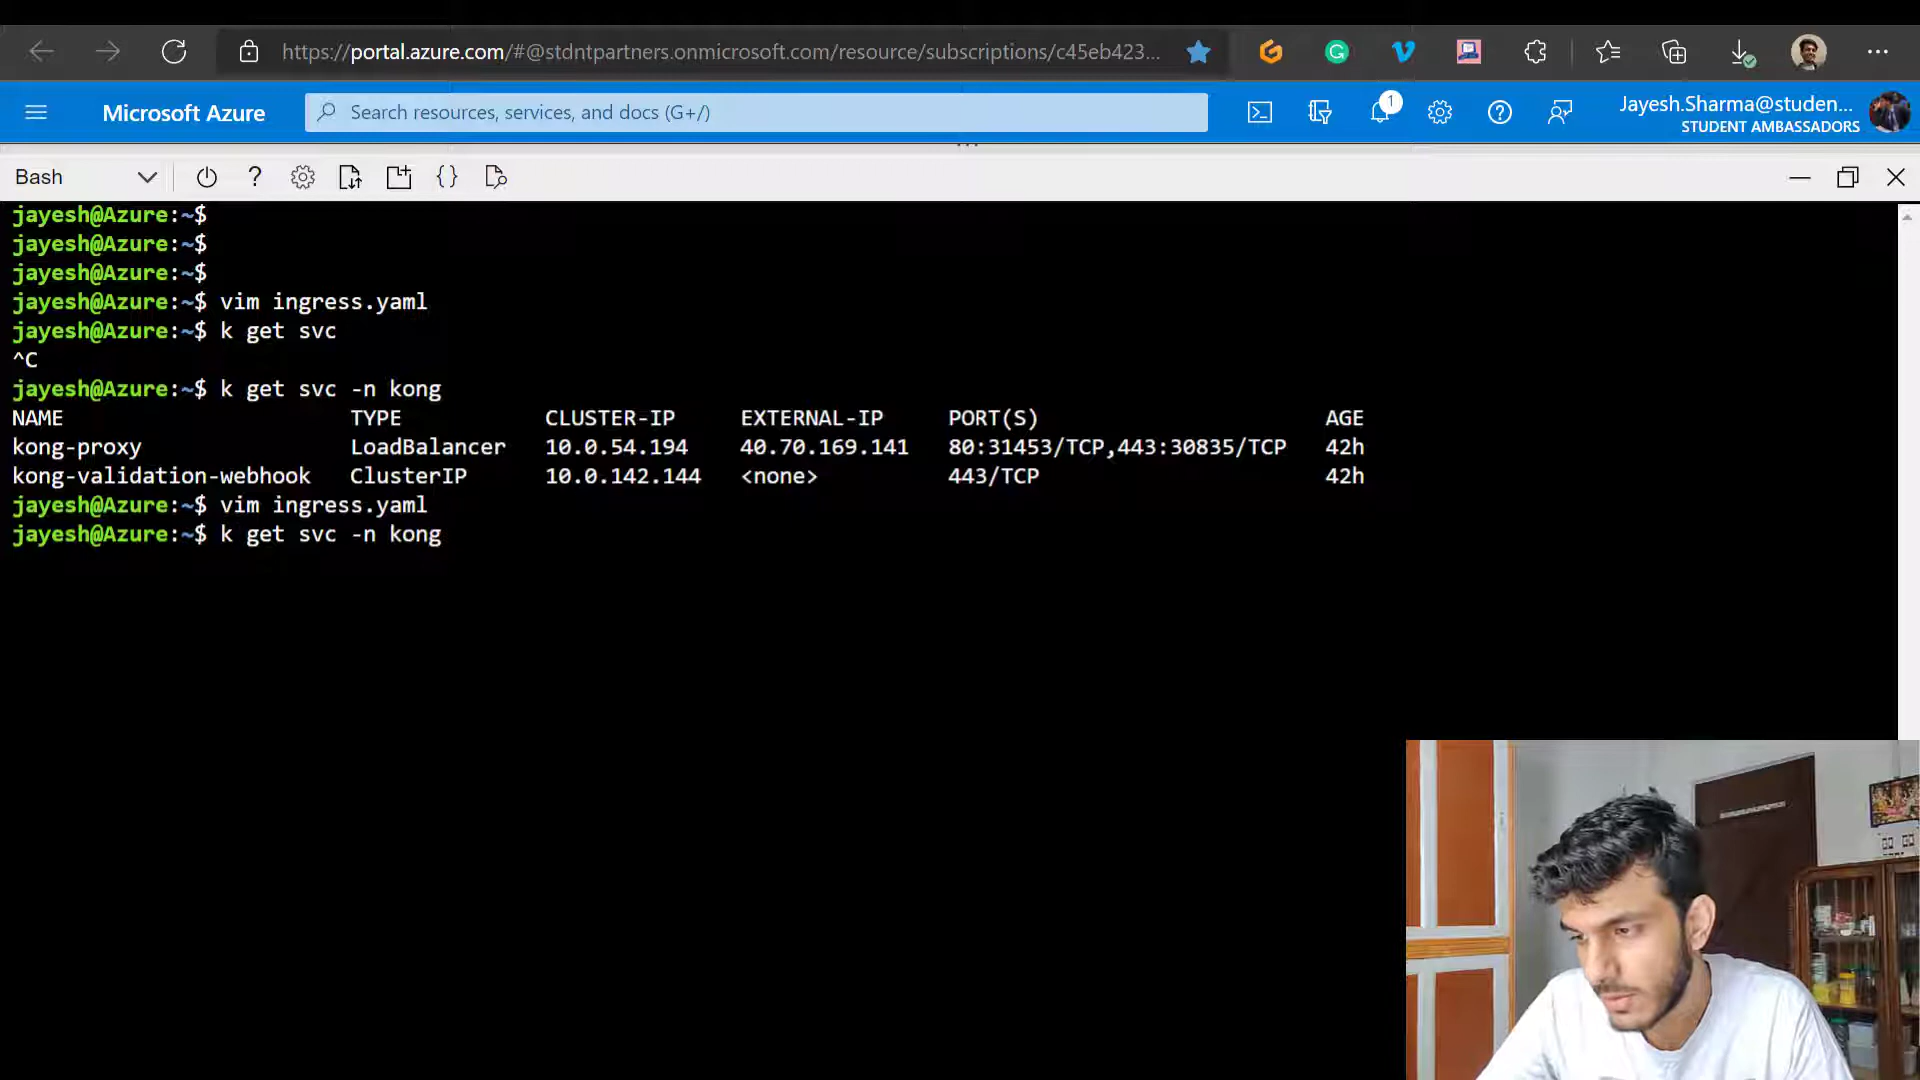 https://portal.azure.com/#@stdntpartners.onmicrosoft.com/resource/subscriptions/c45eb423...
Microsoft Azure
Search resources, services, and docs (G+/)
1
Jayesh.Sharma@studen...
STUDENT AMBASSADORS
Bash
jayesh@Azure:~$
jayesh@Azure:~$
jayesh@Azure:~$
jayesh@Azure:~$ vim ingress.yaml
jayesh@Azure:~$ k get svc
^C
jayesh@Azure:~$ k get svc -n kong
NAME TYPE CLUSTER-IP EXTERNAL-IP PORT(S) AGE
kong-proxy LoadBalancer 10.0.54.194 40.70.169.141 80:31453/TCP,443:30835/TCP 42h
kong-validation-webhook ClusterIP 10.0.142.144 <none> 443/TCP 42h
jayesh@Azure:~$ vim ingress.yaml
jayesh@Azure:~$ k get svc -n kong